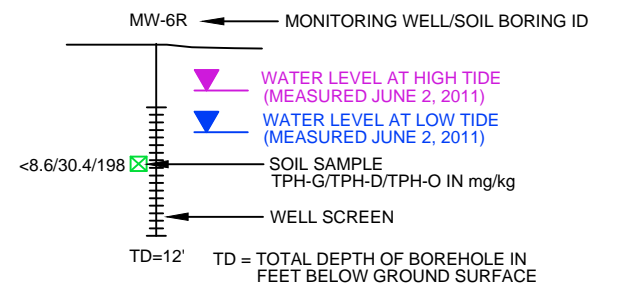 MW-6R
MONITORING WELL/SOIL BORING ID
WATER LEVEL AT HIGH TIDE
(MEASURED JUNE 2, 2011)
WATER LEVEL AT LOW TIDE
(MEASURED JUNE 2, 2011)
<8.6/30.4/198
SOIL SAMPLE
TPH-G/TPH-D/TPH-O IN mg/kg
WELL SCREEN
TD=12'
TD = TOTAL DEPTH OF BOREHOLE IN
FEET BELOW GROUND SURFACE